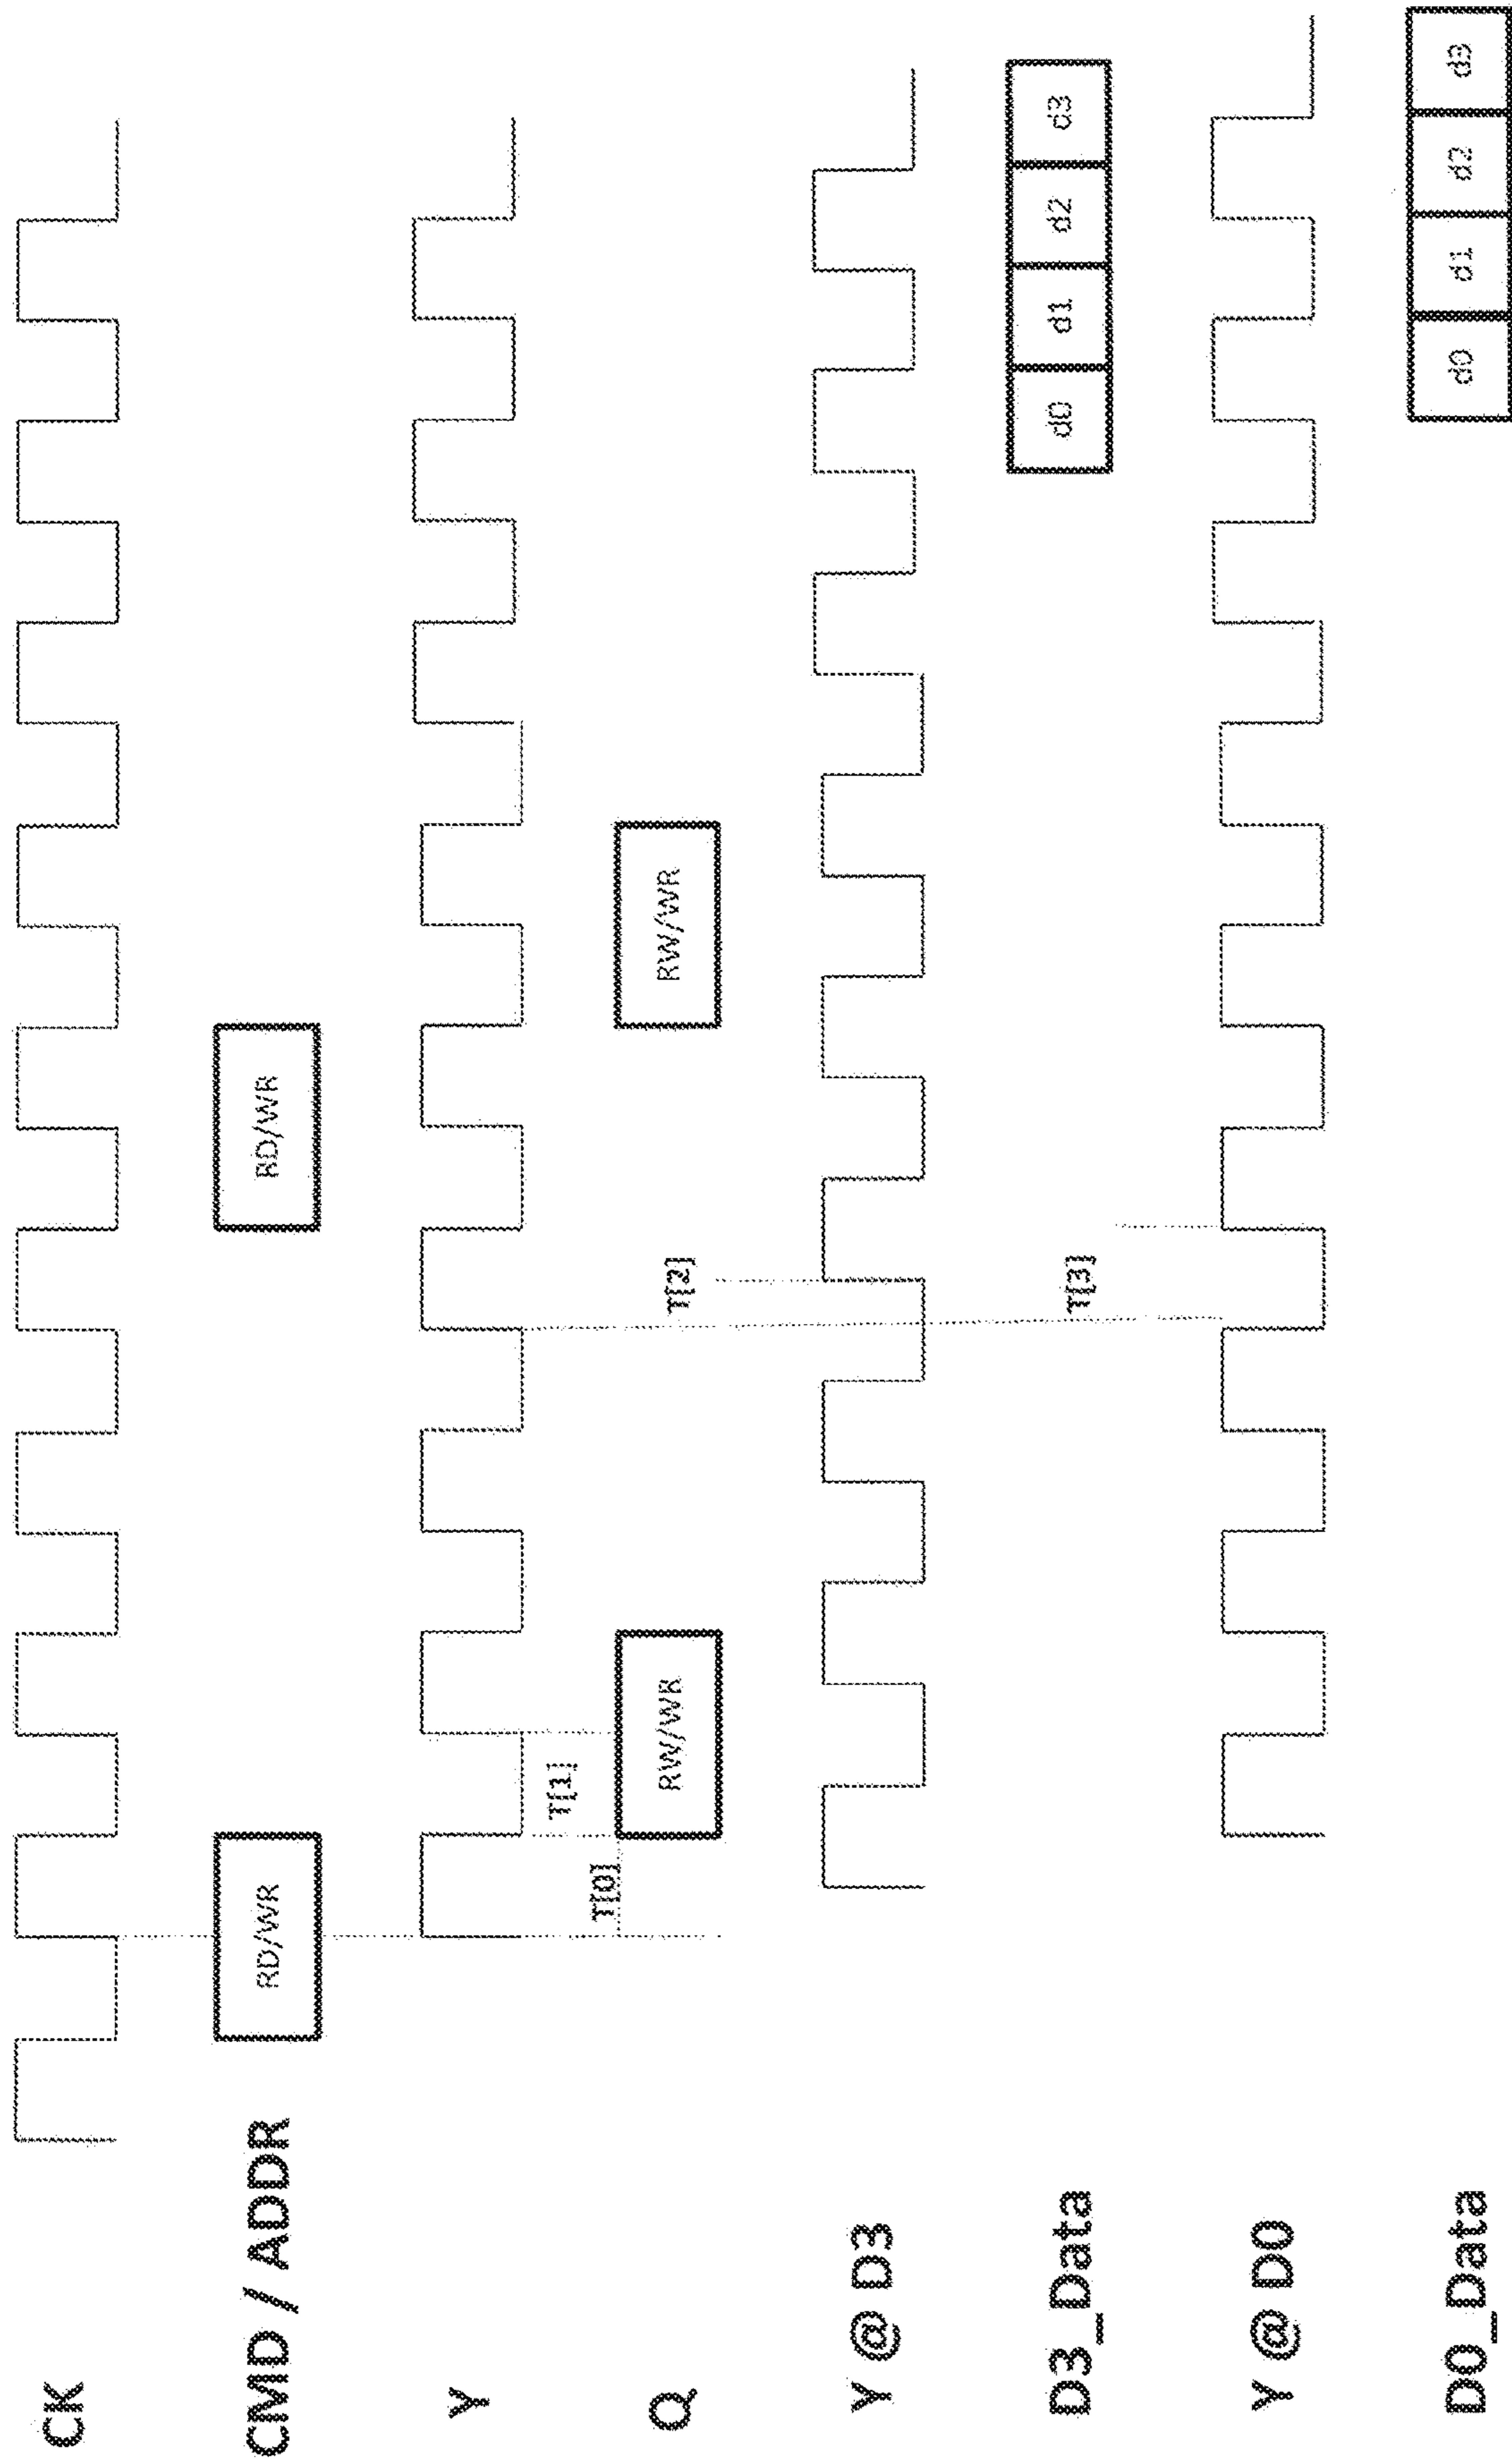 CK
CMD / ADDR
RD/WR
RD/WR
Y
Q
T[0]
T[1]
RW/WR
RW/WR
Y @ D3
T[2]
D3_Data
d0
d1
d2
d3
Y @ D0
T[3]
D0_Data
d0
d1
d2
d3